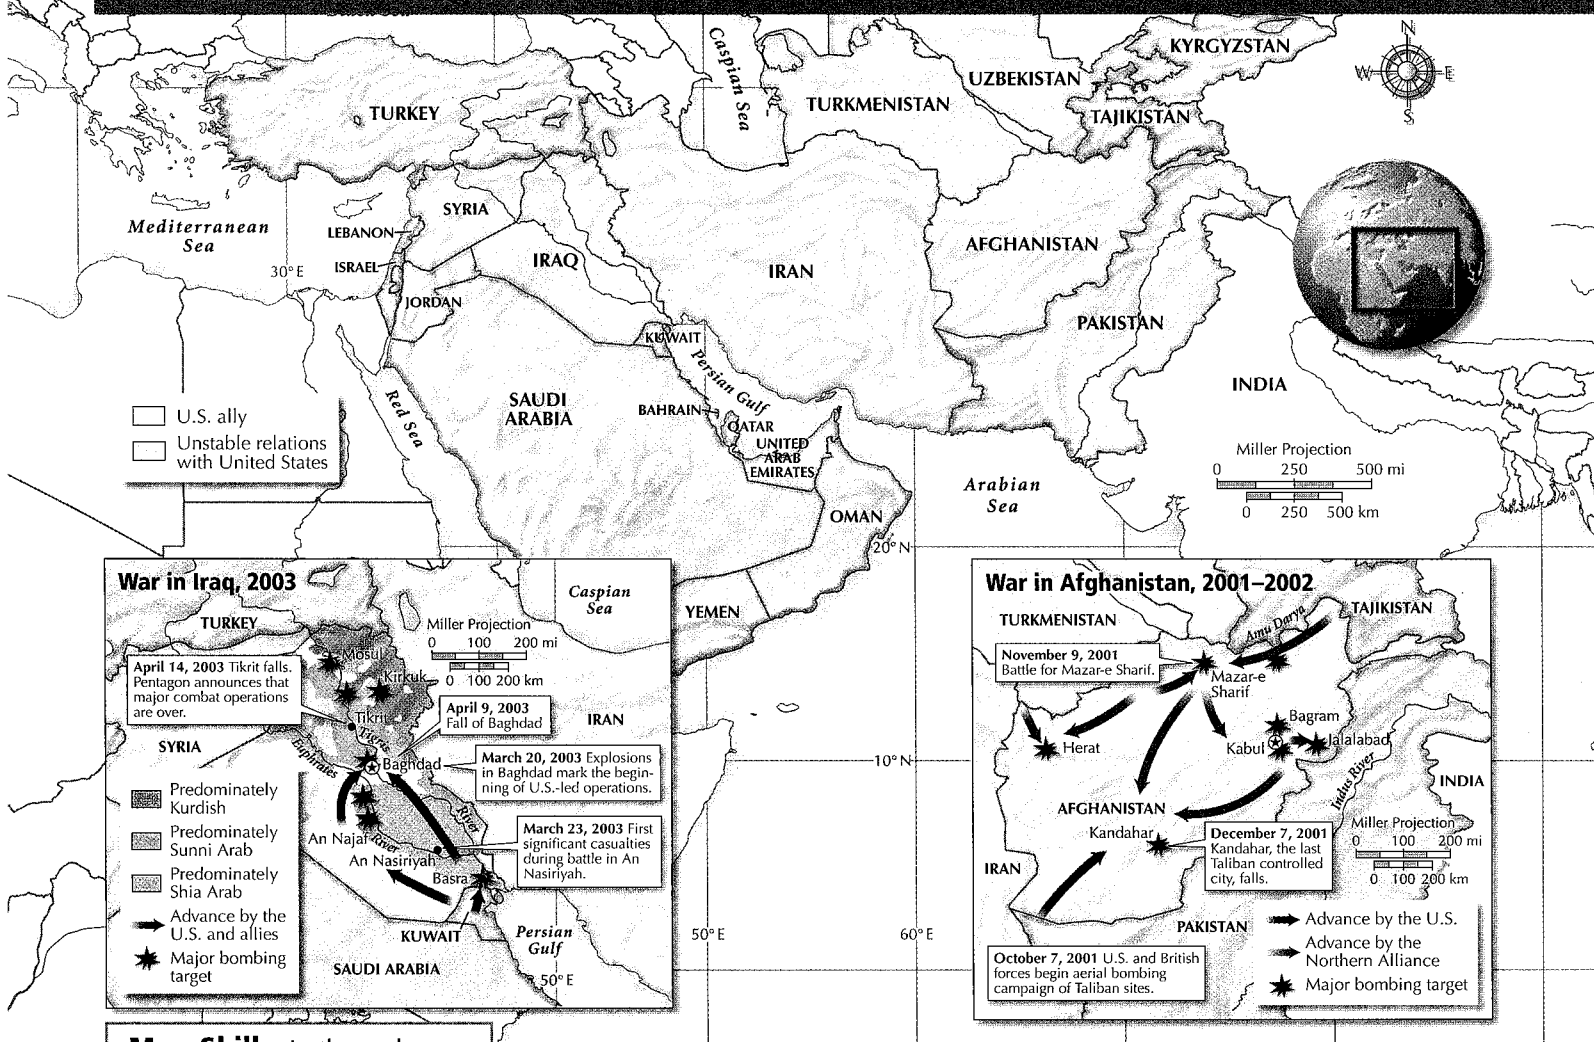 Caspian Sea
KYRGYZSTAN
N
W
E
S
UZBEKISTAN
TURKMENISTAN
TURKEY
TAJIKISTAN
SYRIA
Mediterranean
Sea
LEBANON
AFGHANISTAN
IRAQ
ISRAEL
30°E
IRAN
JORDAN
PAKISTAN
KUWAIT
Persian Gulf
INDIA
SAUDI
ARABIA
Red Sea
BAHRAIN
QATAR
UNITED
ARAB
EMIRATES
U.S. ally
Unstable relations
with United States
Miller Projection
0 250 500 mi
0 250 500 km
Arabian
Sea
OMAN
20°N
YEMEN
10°N
50°E
60°E
War in Iraq, 2003
Caspian
Sea
TURKEY
Miller Projection
0 100 200 mi
0 100 200 km
Mosul
April 14, 2003 Tikrit falls.
Pentagon announces that
major combat operations
are over.
Kirkuk
April 9, 2003
Fall of Baghdad
IRAN
Tikrit
Tigris
SYRIA
Euphrates
Baghdad
March 20, 2003 Explosions
in Baghdad mark the begin-
ning of U.S.-led operations.
Predominately
Kurdish
Predominately
Sunni Arab
Predominately
Shia Arab
Advance by the
U.S. and allies
Major bombing
target
River
An Najaf
River
March 23, 2003 First
significant casualties
during battle in An
Nasiriyah.
An Nasiriyah
Basra
KUWAIT
Persian
Gulf
SAUDI ARABIA
50°E
War in Afghanistan, 2001–2002
TURKMENISTAN
TAJIKISTAN
Amu Darya
November 9, 2001
Battle for Mazar-e Sharif.
Mazar-e
Sharif
Bagram
Herat
Kabul
Jalalabad
Indus River
INDIA
AFGHANISTAN
Kandahar
December 7, 2001
Kandahar, the last
Taliban controlled
city, falls.
Miller Projection
0 100 200 mi
0 100 200 km
IRAN
PAKISTAN
October 7, 2001 U.S. and British
forces begin aerial bombing
campaign of Taliban sites.
Advance by the U.S.
Advance by the
Northern Alliance
Major bombing target